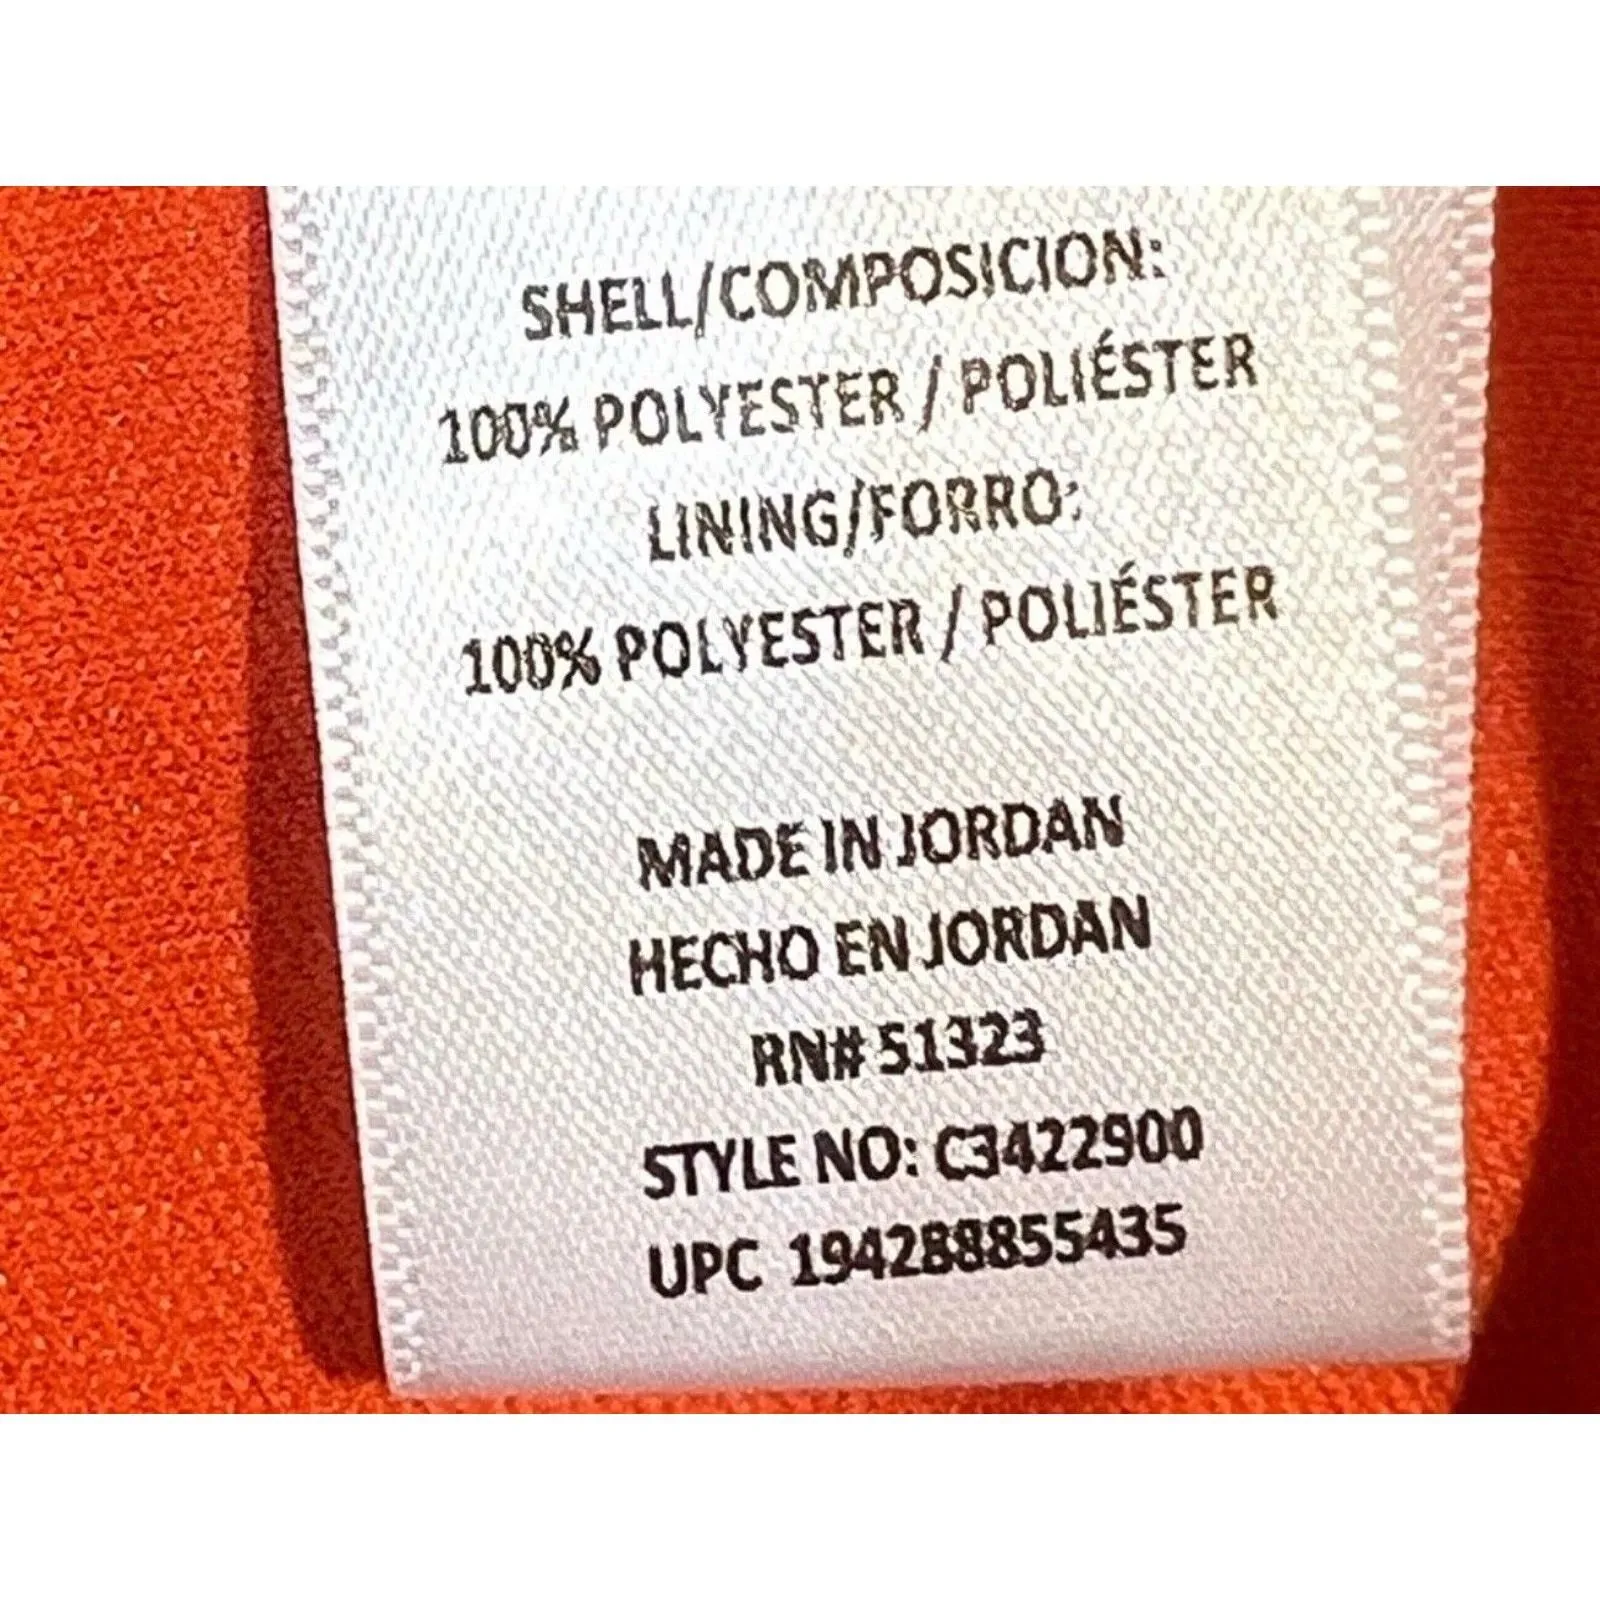 SHELL/COMPOSICION:
100% POLYESTER / POLIÉSTER
LINING/FORRO:
100% POLYESTER / POLIÉSTER
MADE IN JORDAN
HECHO EN JORDAN
RN# 51323
STYLE NO: C3422900
UPC 194288855435